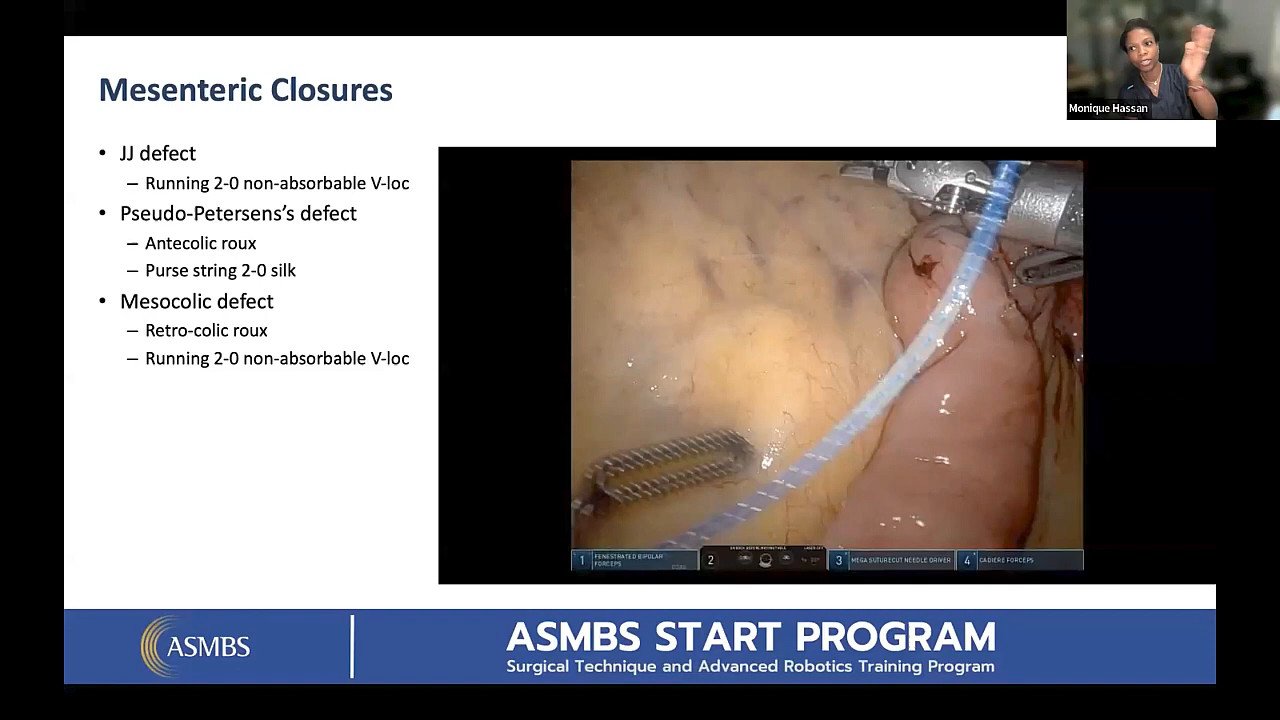 Mesenteric Closures
Monique Hassan
• JJ defect
– Running 2-0 non-absorbable V-loc
• Pseudo-Petersens’s defect
– Antecolic roux
– Purse string 2-0 silk
• Mesocolic defect
– Retro-colic roux
– Running 2-0 non-absorbable V-loc
1 FENESTRATED BIPOLAR
FORCEPS
2
3 MEGA SUTURECUT NEEDLE DRIVER
4 CADIERE FORCEPS
ASMBS
ASMBS START PROGRAM
Surgical Technique and Advanced Robotics Training Program